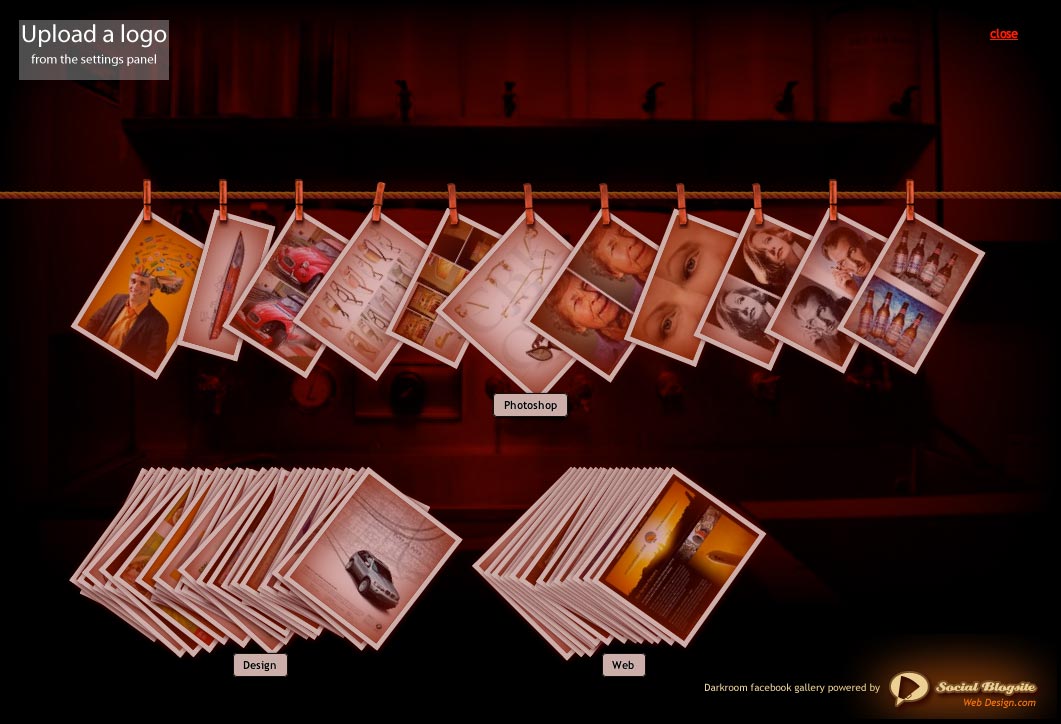 Upload a logo
from the settings panel
close
Photoshop
Design
Web
Darkroom facebook gallery powered by
Social Blogsite
Web Design.com